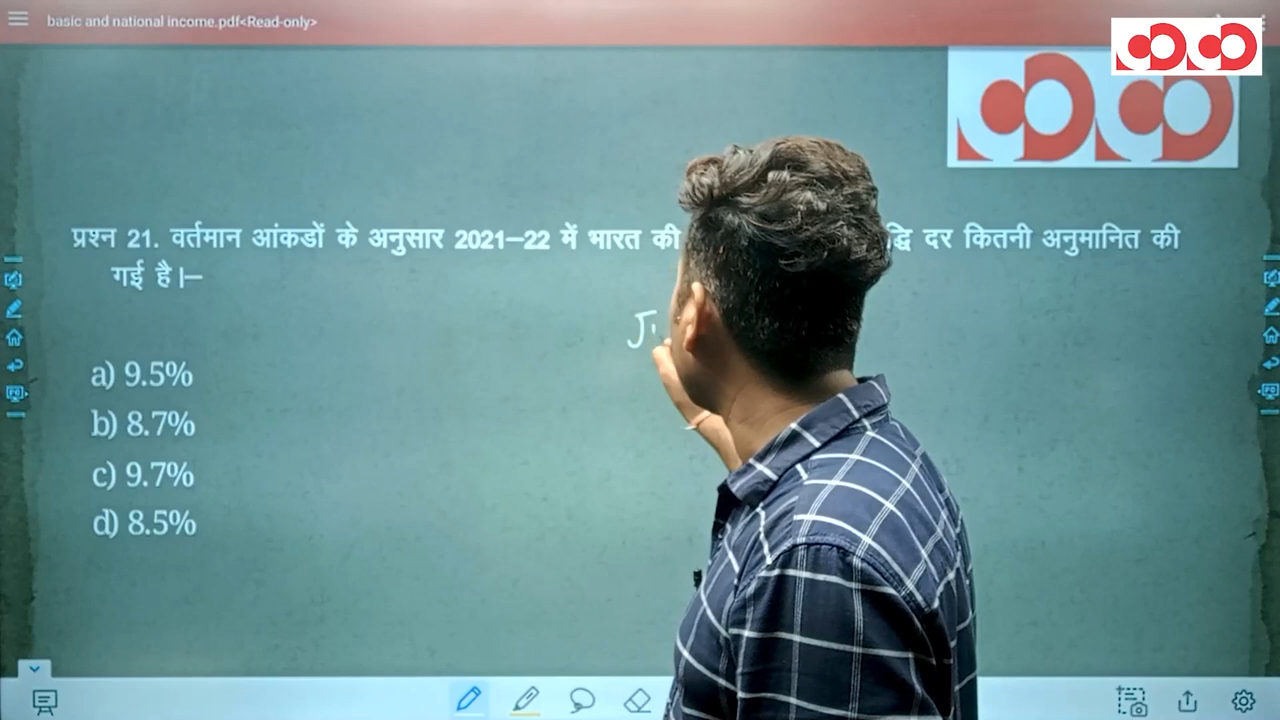 basic and national income.pdf<Read-only>
प्रश्न 21. वर्तमान आंकडों के अनुसार 2021–22 में भारत की दर कितनी अनुमानित की
गई है।–
a) 9.5%
b) 8.7%
c) 9.7%
d) 8.5%